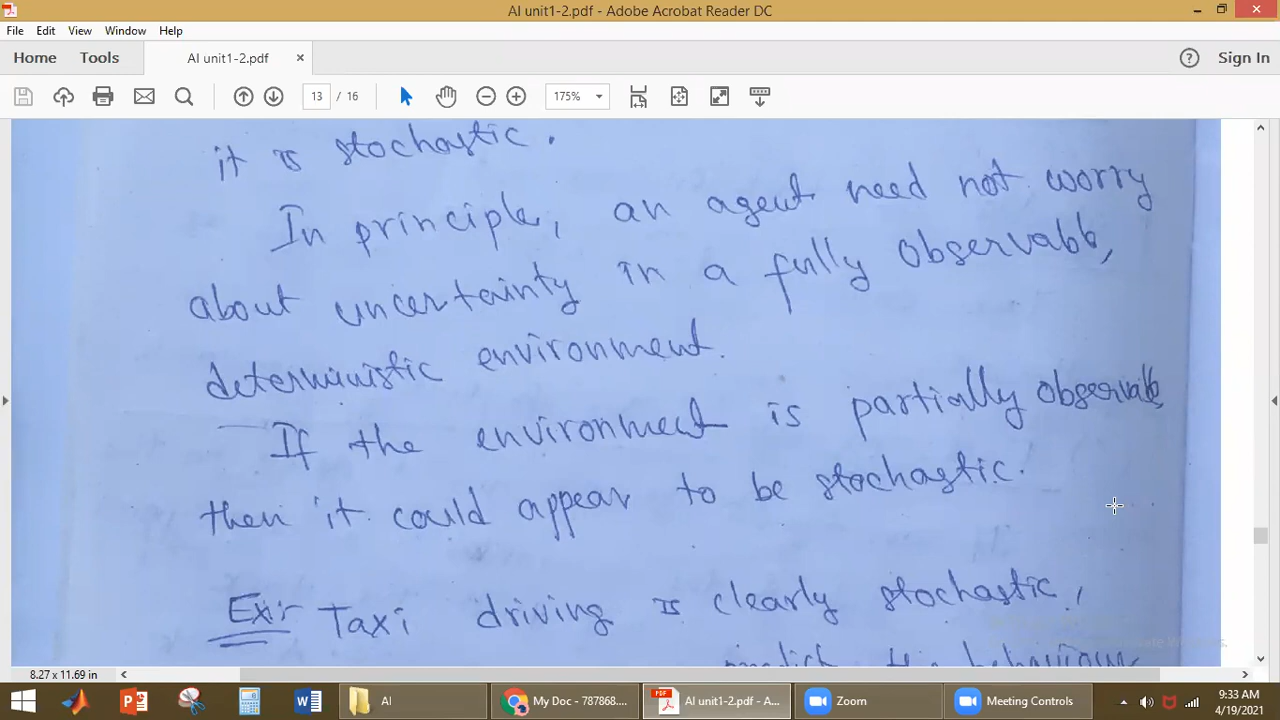 AI unit1-2.pdf - Adobe Acrobat Reader DC
File Edit View Window Help
Home Tools AI unit1-2.pdf × Sign In
13 / 16 175%
it is stochastic.
In principle, an agent need not worry
about uncertainty in a fully observable,
deterministic environment.
If the environment is partially observable,
then it could appear to be stochastic.
Ex:- Taxi driving is clearly stochastic,
the behaviour
8.27 x 11.69 in
AI My Doc - 787868.... AI unit1-2.pdf - A... Zoom Meeting Controls 9:33 AM
4/19/2021